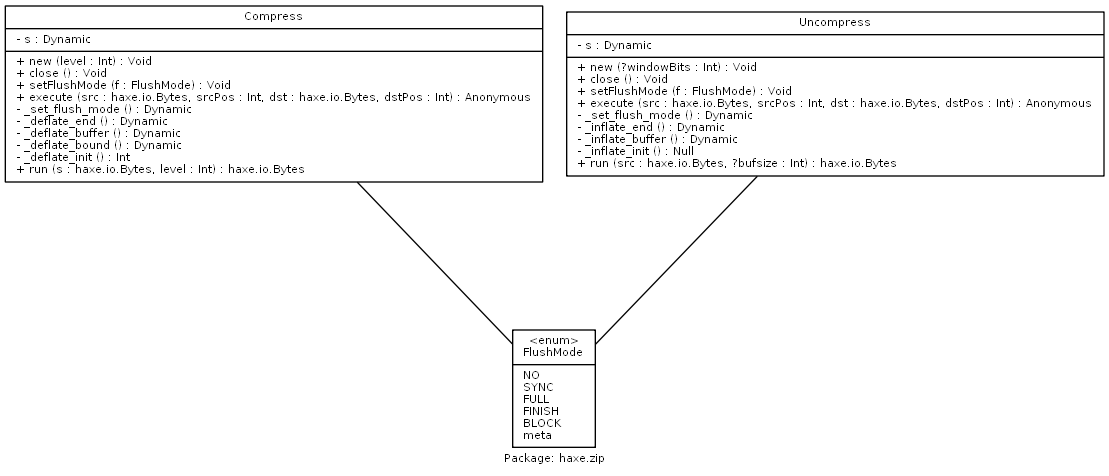 Compress
- s : Dynamic
+ new (level : Int) : Void
+ close () : Void
+ setFlushMode (f : FlushMode) : Void
+ execute (src : haxe.io.Bytes, srcPos : Int, dst : haxe.io.Bytes, dstPos : Int) : Anonymous
- _set_flush_mode () : Dynamic
- _deflate_end () : Dynamic
- _deflate_buffer () : Dynamic
- _deflate_bound () : Dynamic
- _deflate_init () : Int
+ run (s : haxe.io.Bytes, level : Int) : haxe.io.Bytes
Uncompress
- s : Dynamic
+ new (?windowBits : Int) : Void
+ close () : Void
+ setFlushMode (f : FlushMode) : Void
+ execute (src : haxe.io.Bytes, srcPos : Int, dst : haxe.io.Bytes, dstPos : Int) : Anonymous
- _set_flush_mode () : Dynamic
- _inflate_end () : Dynamic
- _inflate_buffer () : Dynamic
- _inflate_init () : Null
+ run (src : haxe.io.Bytes, ?bufsize : Int) : haxe.io.Bytes
<enum>
FlushMode
NO
SYNC
FULL
FINISH
BLOCK
meta
Package: haxe.zip